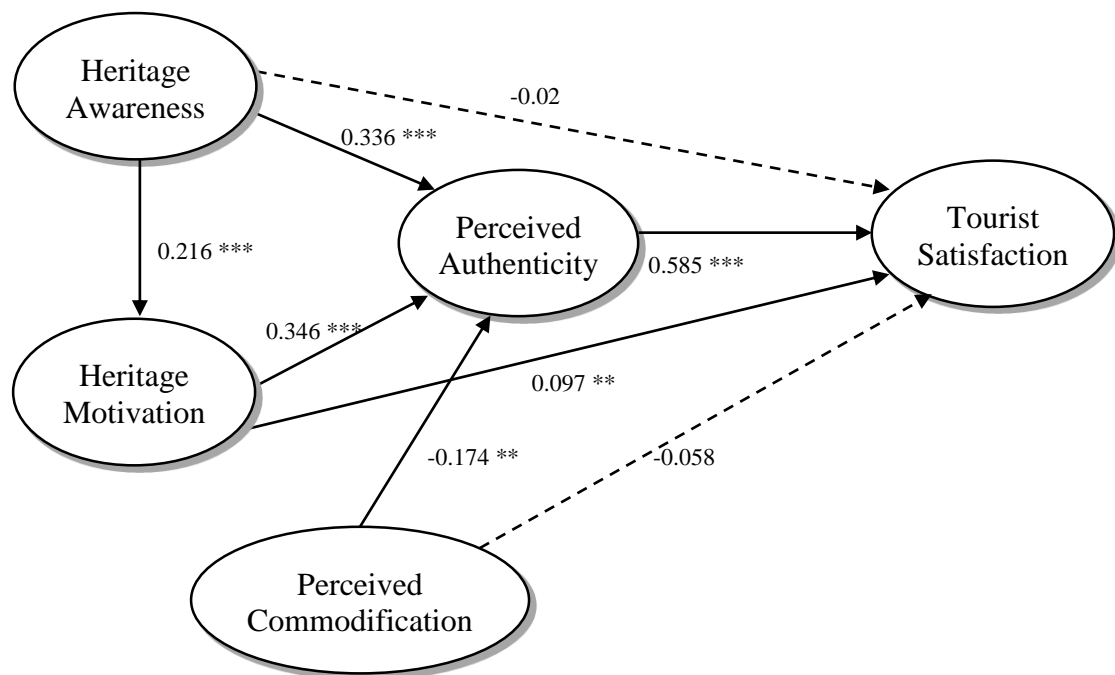 Heritage
Awareness
-0.02
0.336 ***
Perceived
Authenticity
Tourist
Satisfaction
0.216 ***
0.585 ***
0.346 ***
Heritage
Motivation
0.097 **
-0.174 **
-0.058
Perceived
Commodification